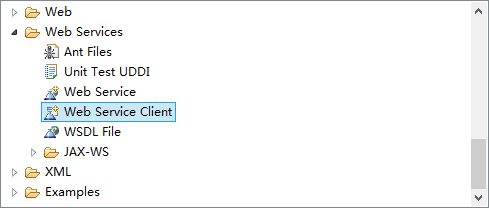 Web
Web Services
Ant Files
Unit Test UDDI
Web Service
Web Service Client
WSDL File
JAX-WS
XML
Examples